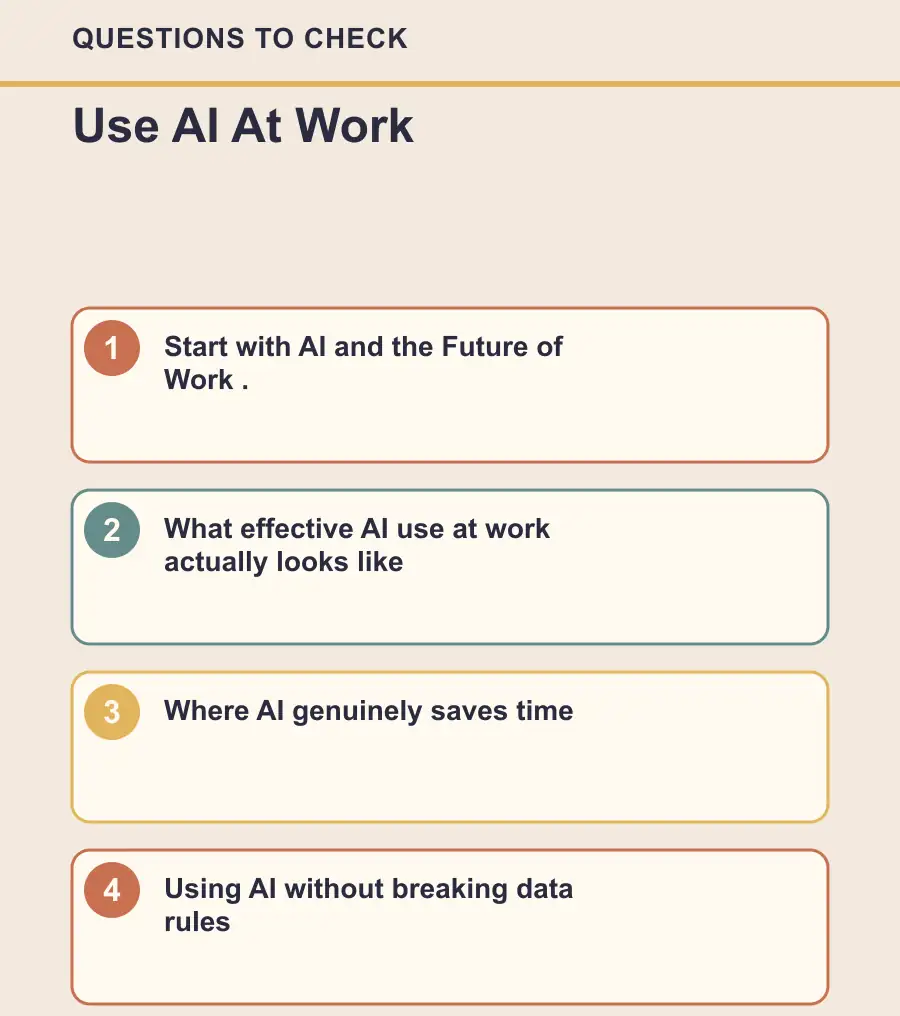 QUESTIONS TO CHECK
Use AI At Work
1
Start with AI and the Future of
Work .
2
What effective AI use at work
actually looks like
3
Where AI genuinely saves time
4
Using AI without breaking data
rules